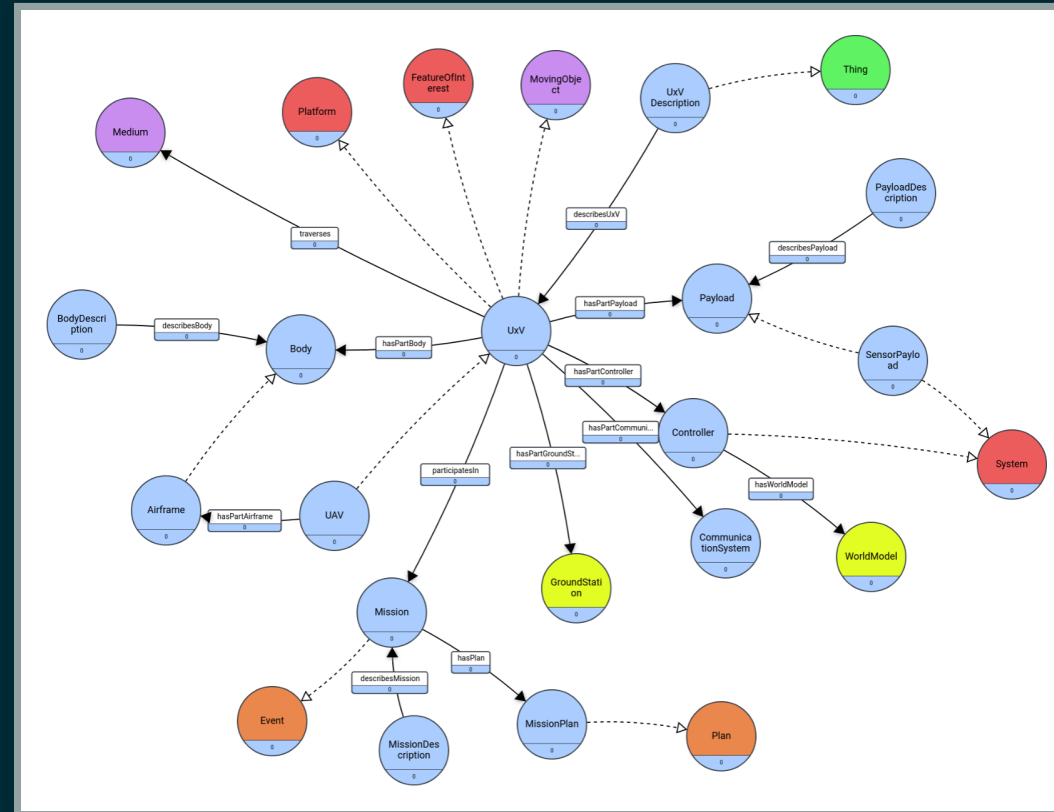 Thing
0
FeatureOfInt
erest
0
MovingObje
ct
0
UxV
Description
0
Platform
0
Medium
0
PayloadDes
cription
0
describesUxV
0
traverses
0
describesPayload
0
Payload
0
hasPartPayload
0
BodyDescri
ption
0
describesBody
0
UxV
0
Body
0
hasPartBody
0
SensorPaylo
ad
0
hasPartController
0
hasPartCommuni...
0
Controller
0
hasPartGroundSt...
0
System
0
participatesIn
0
hasWorldModel
0
Airframe
0
hasPartAirframe
0
UAV
0
Communica
tionSystem
0
WorldModel
0
GroundStati
on
0
Mission
0
hasPlan
0
describesMission
0
Event
0
MissionPlan
0
Plan
0
MissionDes
cription
0